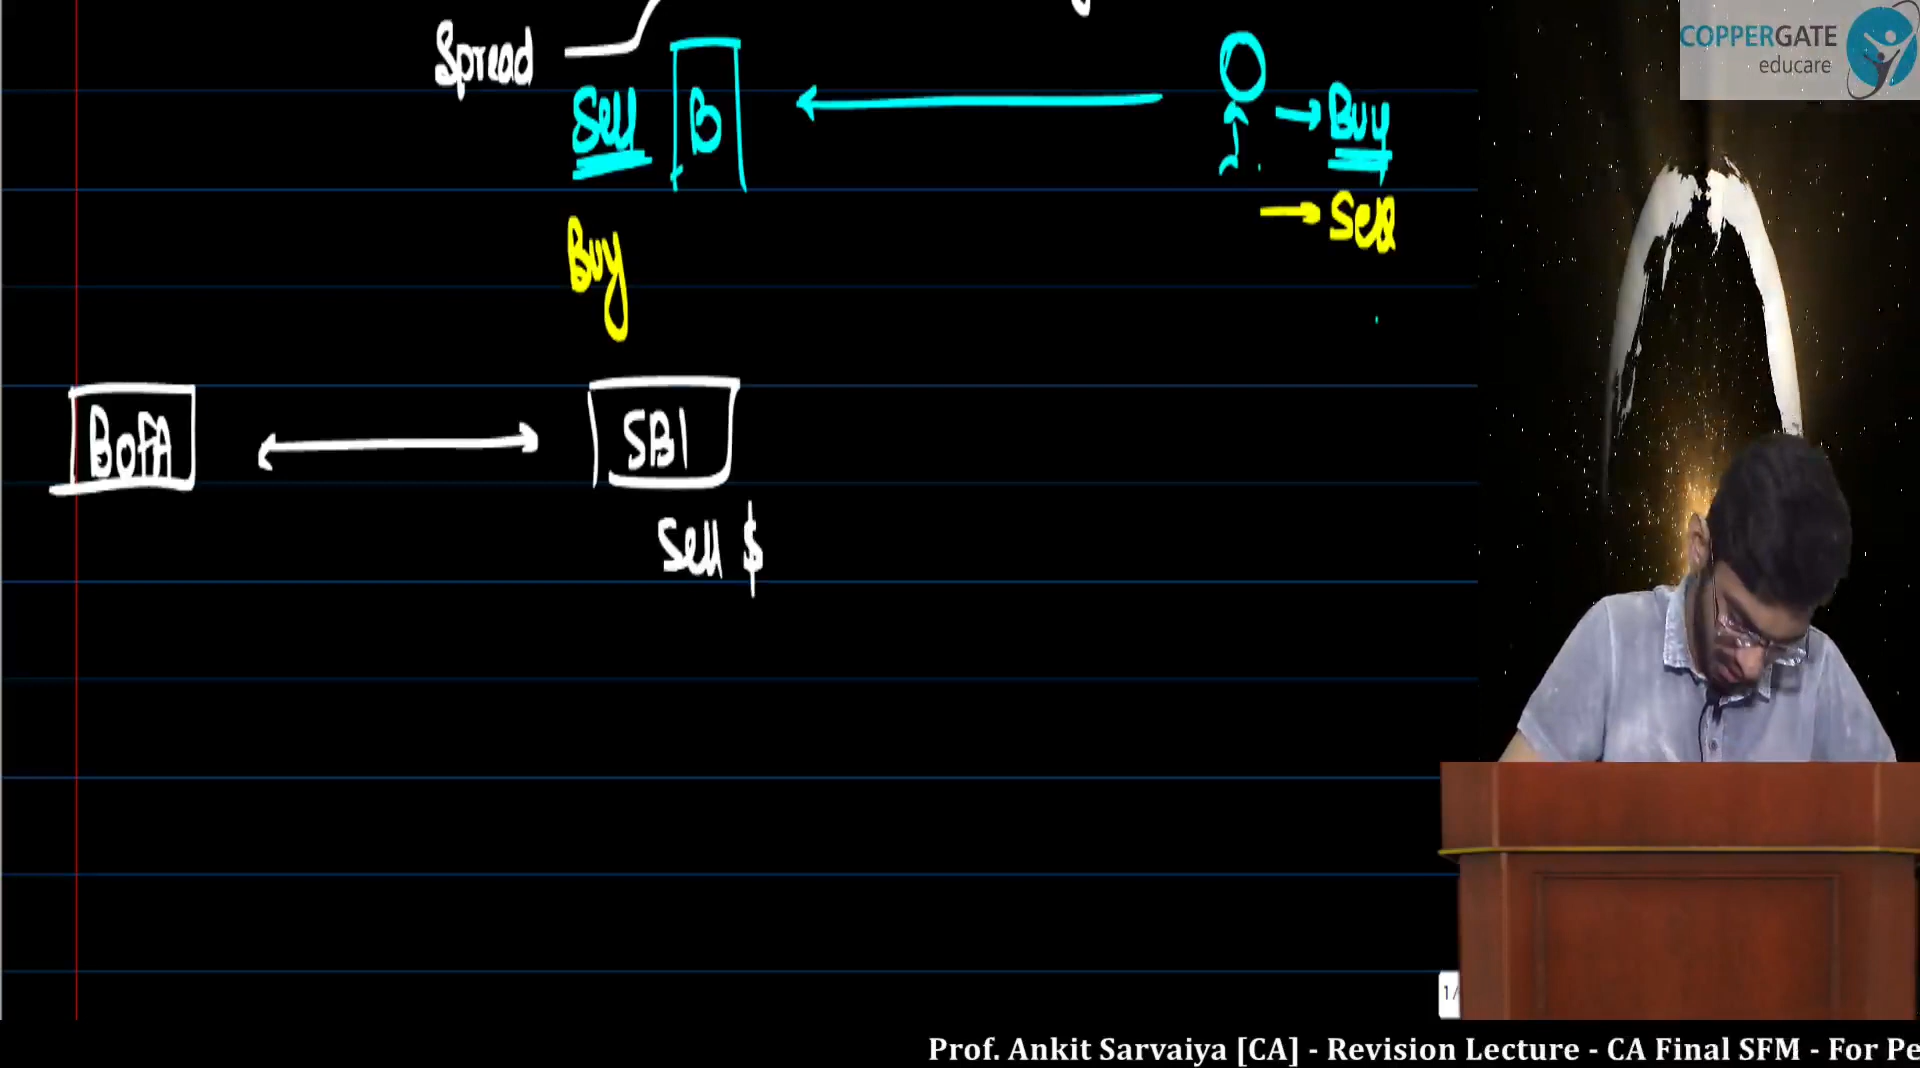 COPPERGATE
educare
Spread
Sell B → Buy
→ Sell
Buy
BofA SBI
Sell $
1/
Prof. Ankit Sarvaiya [CA] - Revision Lecture - CA Final SFM - For Pe